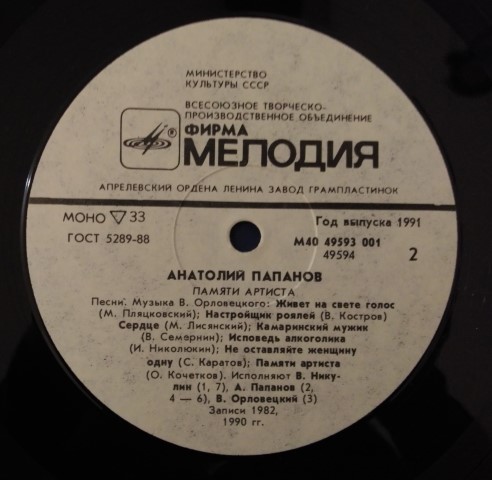 МИНИСТЕРСТВО
КУЛЬТУРЫ СССР
ВСЕСОЮЗНОЕ ТВОРЧЕСКО-
ПРОИЗВОДСТВЕННОЕ ОБЪЕДИНЕНИЕ
ФИРМА
® МЕЛОДИЯ
АПРЕЛЕВСКИЙ ОРДЕНА ЛЕНИНА ЗАВОД ГРАМПЛАСТИНОК
МОНО ▽ 33
Год выпуска 1991
ГОСТ 5289-88
М40 49593 001
49594
2
АНАТОЛИЙ ПАПАНОВ
ПАМЯТИ АРТИСТА
Песни. Музыка В. Орловецкого: Живет на свете голос
(М. Пляцковский); Настройщик роялей (В. Костров)
Сердце (М. Лисянский); Камаринский мужик
(В. Семернин); Исповедь алкоголика
(И. Николюкин); Не оставляйте женщину
одну (С. Каратов); Памяти артиста
(О. Кочетков). Исполняют В. Нику-
лин (1, 7), А. Папанов (2,
4 — 6), В. Орловецкий (3)
Записи 1982,
1990 гг.